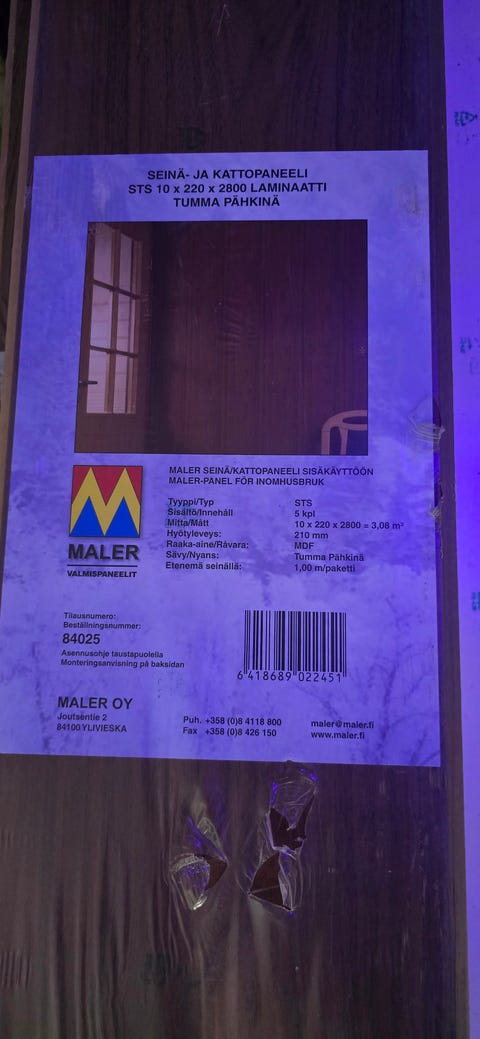 SEINÄ- JA KATTOPANEELI
STS 10 x 220 x 2800 LAMINAATTI
TUMMA PÄHKINÄ
MALER
VALMISPANEELIT
MALER SEINÄ/KATTOPANEELI SISÄKÄYTTÖÖN
MALER-PANEL FÖR INOMHUSBRUK
Tyyppi/Typ STS
Sisältö/Innehåll 5 kpl
Mitta/Mått 10 x 220 x 2800 = 3,08 m²
Hyötyleveys: 210 mm
Raaka-aine/Råvara: MDF
Sävy/Nyans: Tumma Pähkinä
Etenemä seinällä: 1,00 m/paketti
Tilausnumero:
Beställningsnummer:
84025
Asennusohje taustapuolella
Monteringsanvisning på baksidan
6 418689 022451
MALER OY
Joutsentie 2
84100 YLIVIESKA
Puh. +358 (0)8 4118 800
Fax +358 (0)8 426 150
maler@maler.fi
www.maler.fi